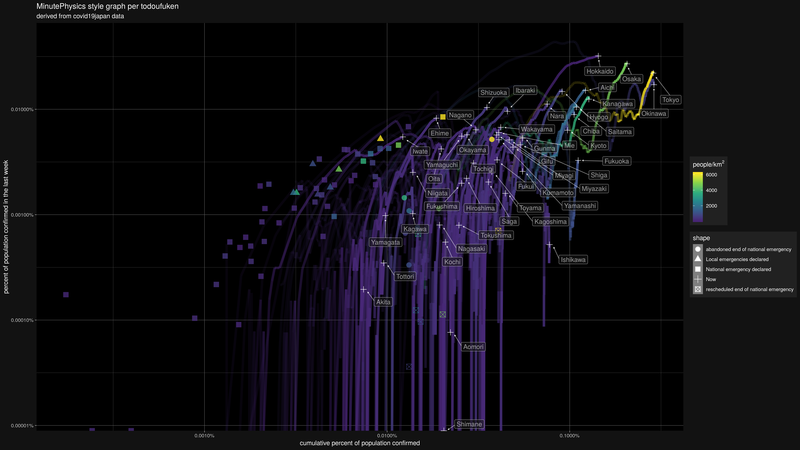 MinutePhysics style graph per todoufuken
derived from covid19japan data
percent of population confirmed in the last week
0.01000%
0.00100%
0.00010%
0.00001%
Hokkaido
Osaka
Tokyo
Okinawa
Aichi
Kanagawa
Shizuoka
Ibaraki
Nagano
Nara
Hyogo
Ehime
Wakayama
Chiba
Saitama
Iwate
Okayama
Gunma
Mie
Kyoto
Yamaguchi
Tochigi
Gifu
Fukuoka
Oita
Miyagi
Shiga
Niigata
Fukui
Kumamoto
Miyazaki
Fukushima
Hiroshima
Toyama
Yamanashi
Kagawa
Saga
Kagoshima
Yamagata
Nagasaki
Tokushima
Kochi
Ishikawa
Tottori
Akita
Aomori
Shimane
0.0010%
0.0100%
0.1000%
cumulative percent of population confirmed
people/km²
6000
4000
2000
shape
abandoned end of national emergency
Local emergencies declared
National emergency declared
Now
rescheduled end of national emergency